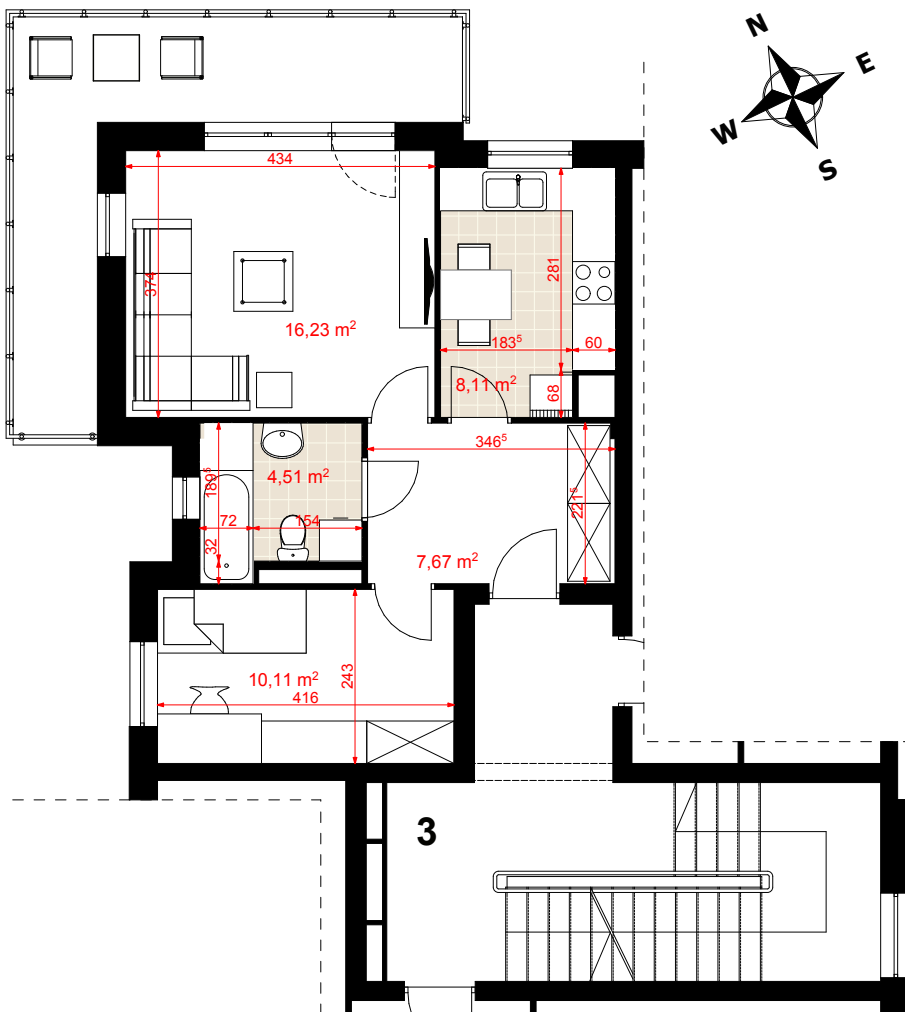 N
E
W
S
434
374
16,23 m²
281
183⁵
60
8,11 m²
68
346⁵
189⁵
4,51 m²
221⁵
72
154
32
7,67 m²
10,11 m²
243
416
3